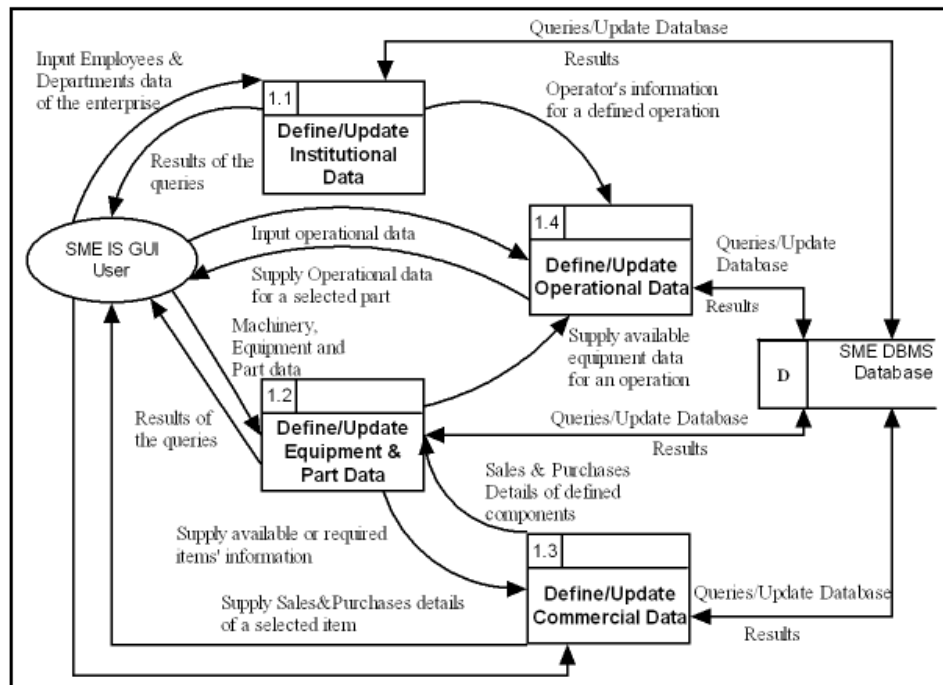 Queries/Update Database
Results
Input Employees &
Departments data
of the enterprise
1.1
Define/Update
Institutional
Data
Operator's information
for a defined operation
Results of the
queries
SME IS GUI
User
Input operational data
Supply Operational data
for a selected part
1.4
Define/Update
Operational Data
Queries/Update
Database
Results
Machinery,
Equipment and
Part data
Supply available
equipment data
for an operation
D
SME DBMS
Database
1.2
Define/Update
Equipment &
Part Data
Results of
the queries
Queries/Update Database
Results
Sales & Purchases
Details of defined
components
Supply available or required
items' information
1.3
Define/Update
Commercial Data
Supply Sales&Purchases details
of a selected item
Queries/Update Database
Results